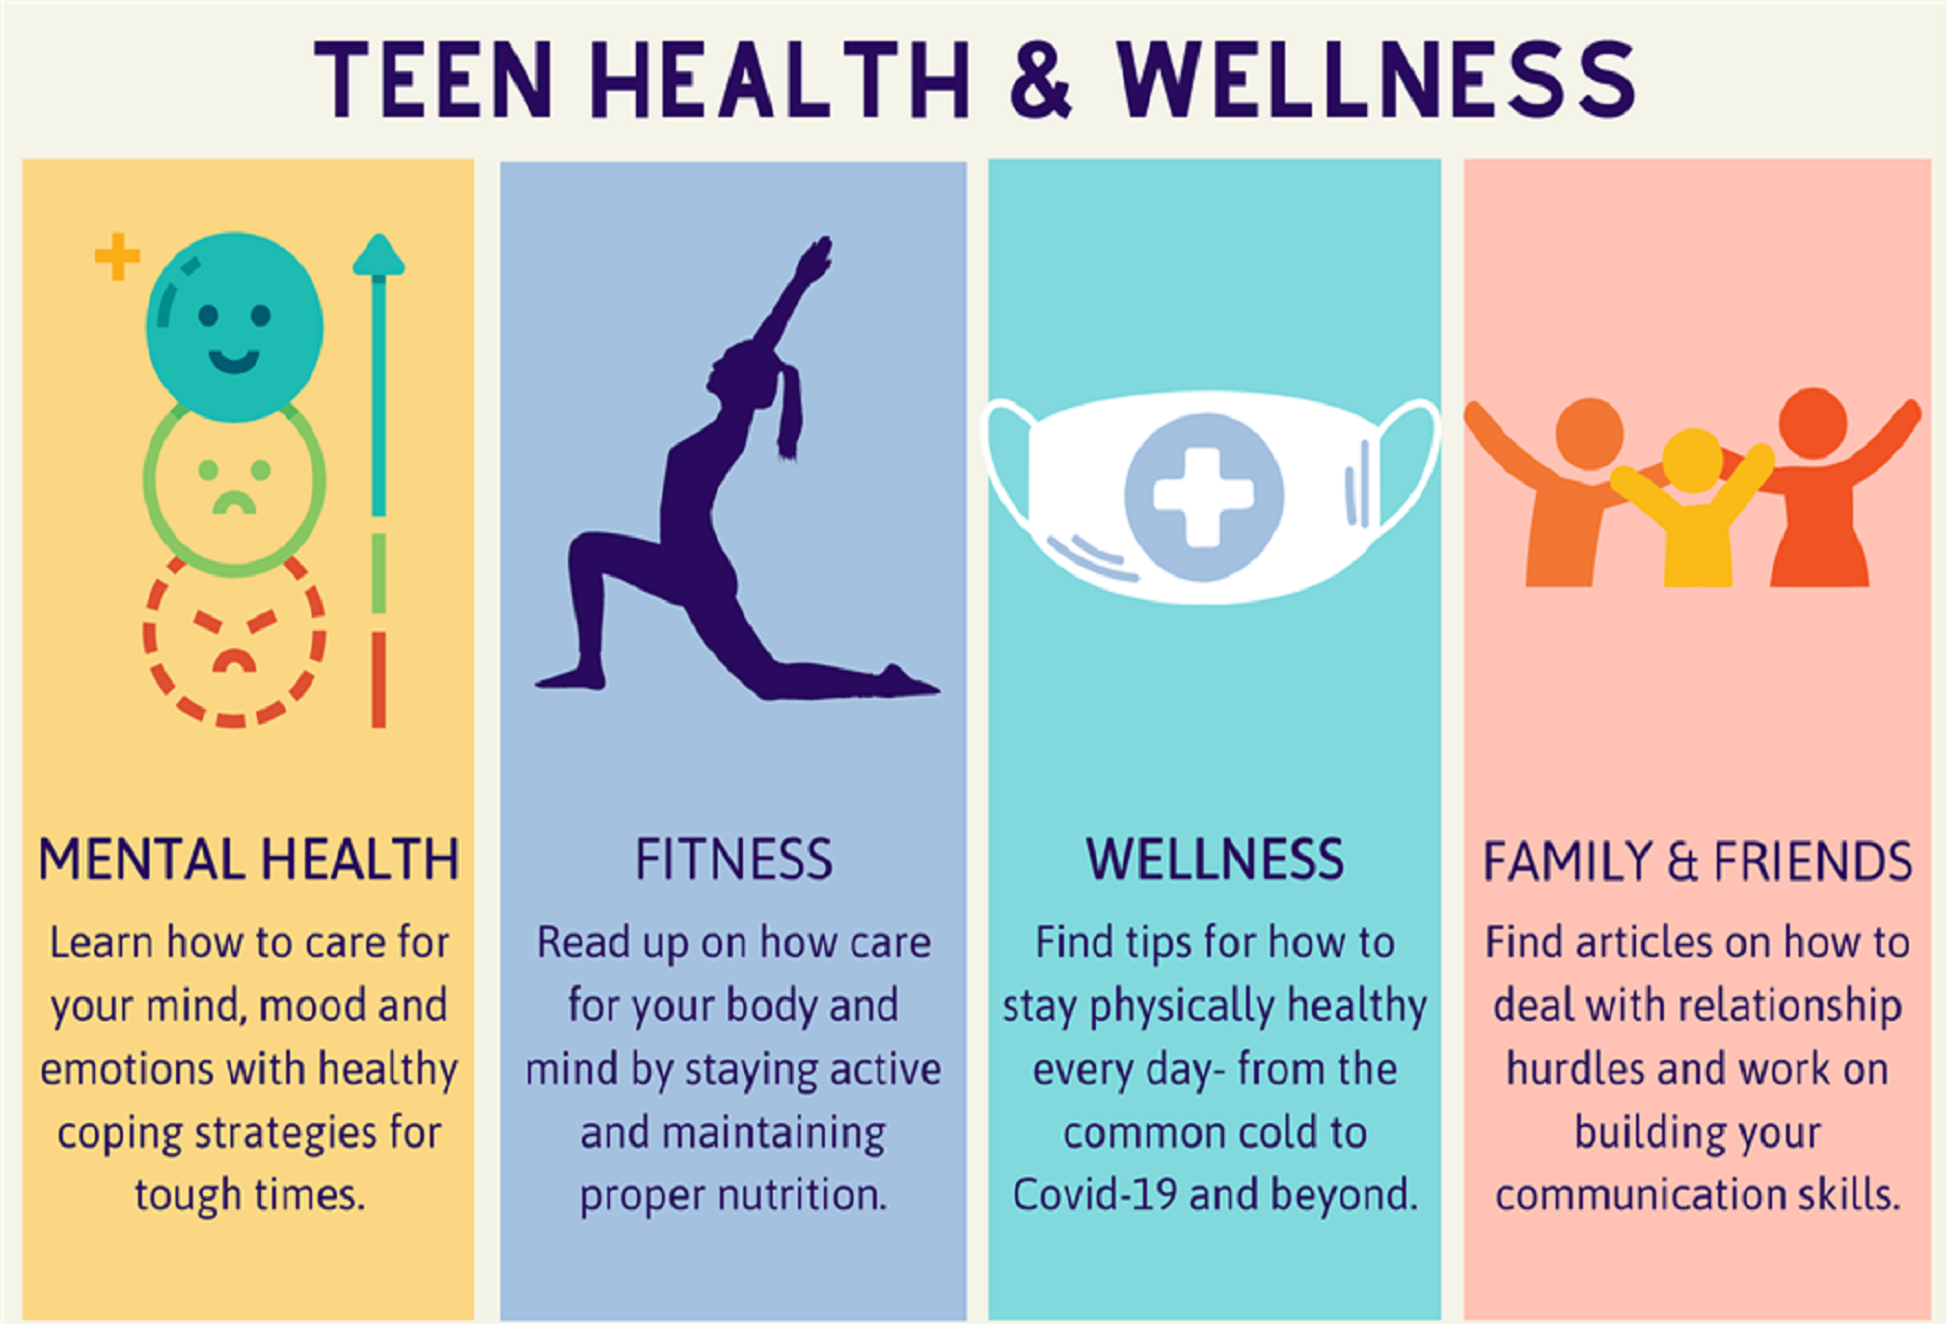 TEEN HEALTH & WELLNESS
MENTAL HEALTH
Learn how to care for
your mind, mood and
emotions with healthy
coping strategies for
tough times.
FITNESS
Read up on how care
for your body and
mind by staying active
and maintaining
proper nutrition.
WELLNESS
Find tips for how to
stay physically healthy
every day- from the
common cold to
Covid-19 and beyond.
FAMILY & FRIENDS
Find articles on how to
deal with relationship
hurdles and work on
building your
communication skills.